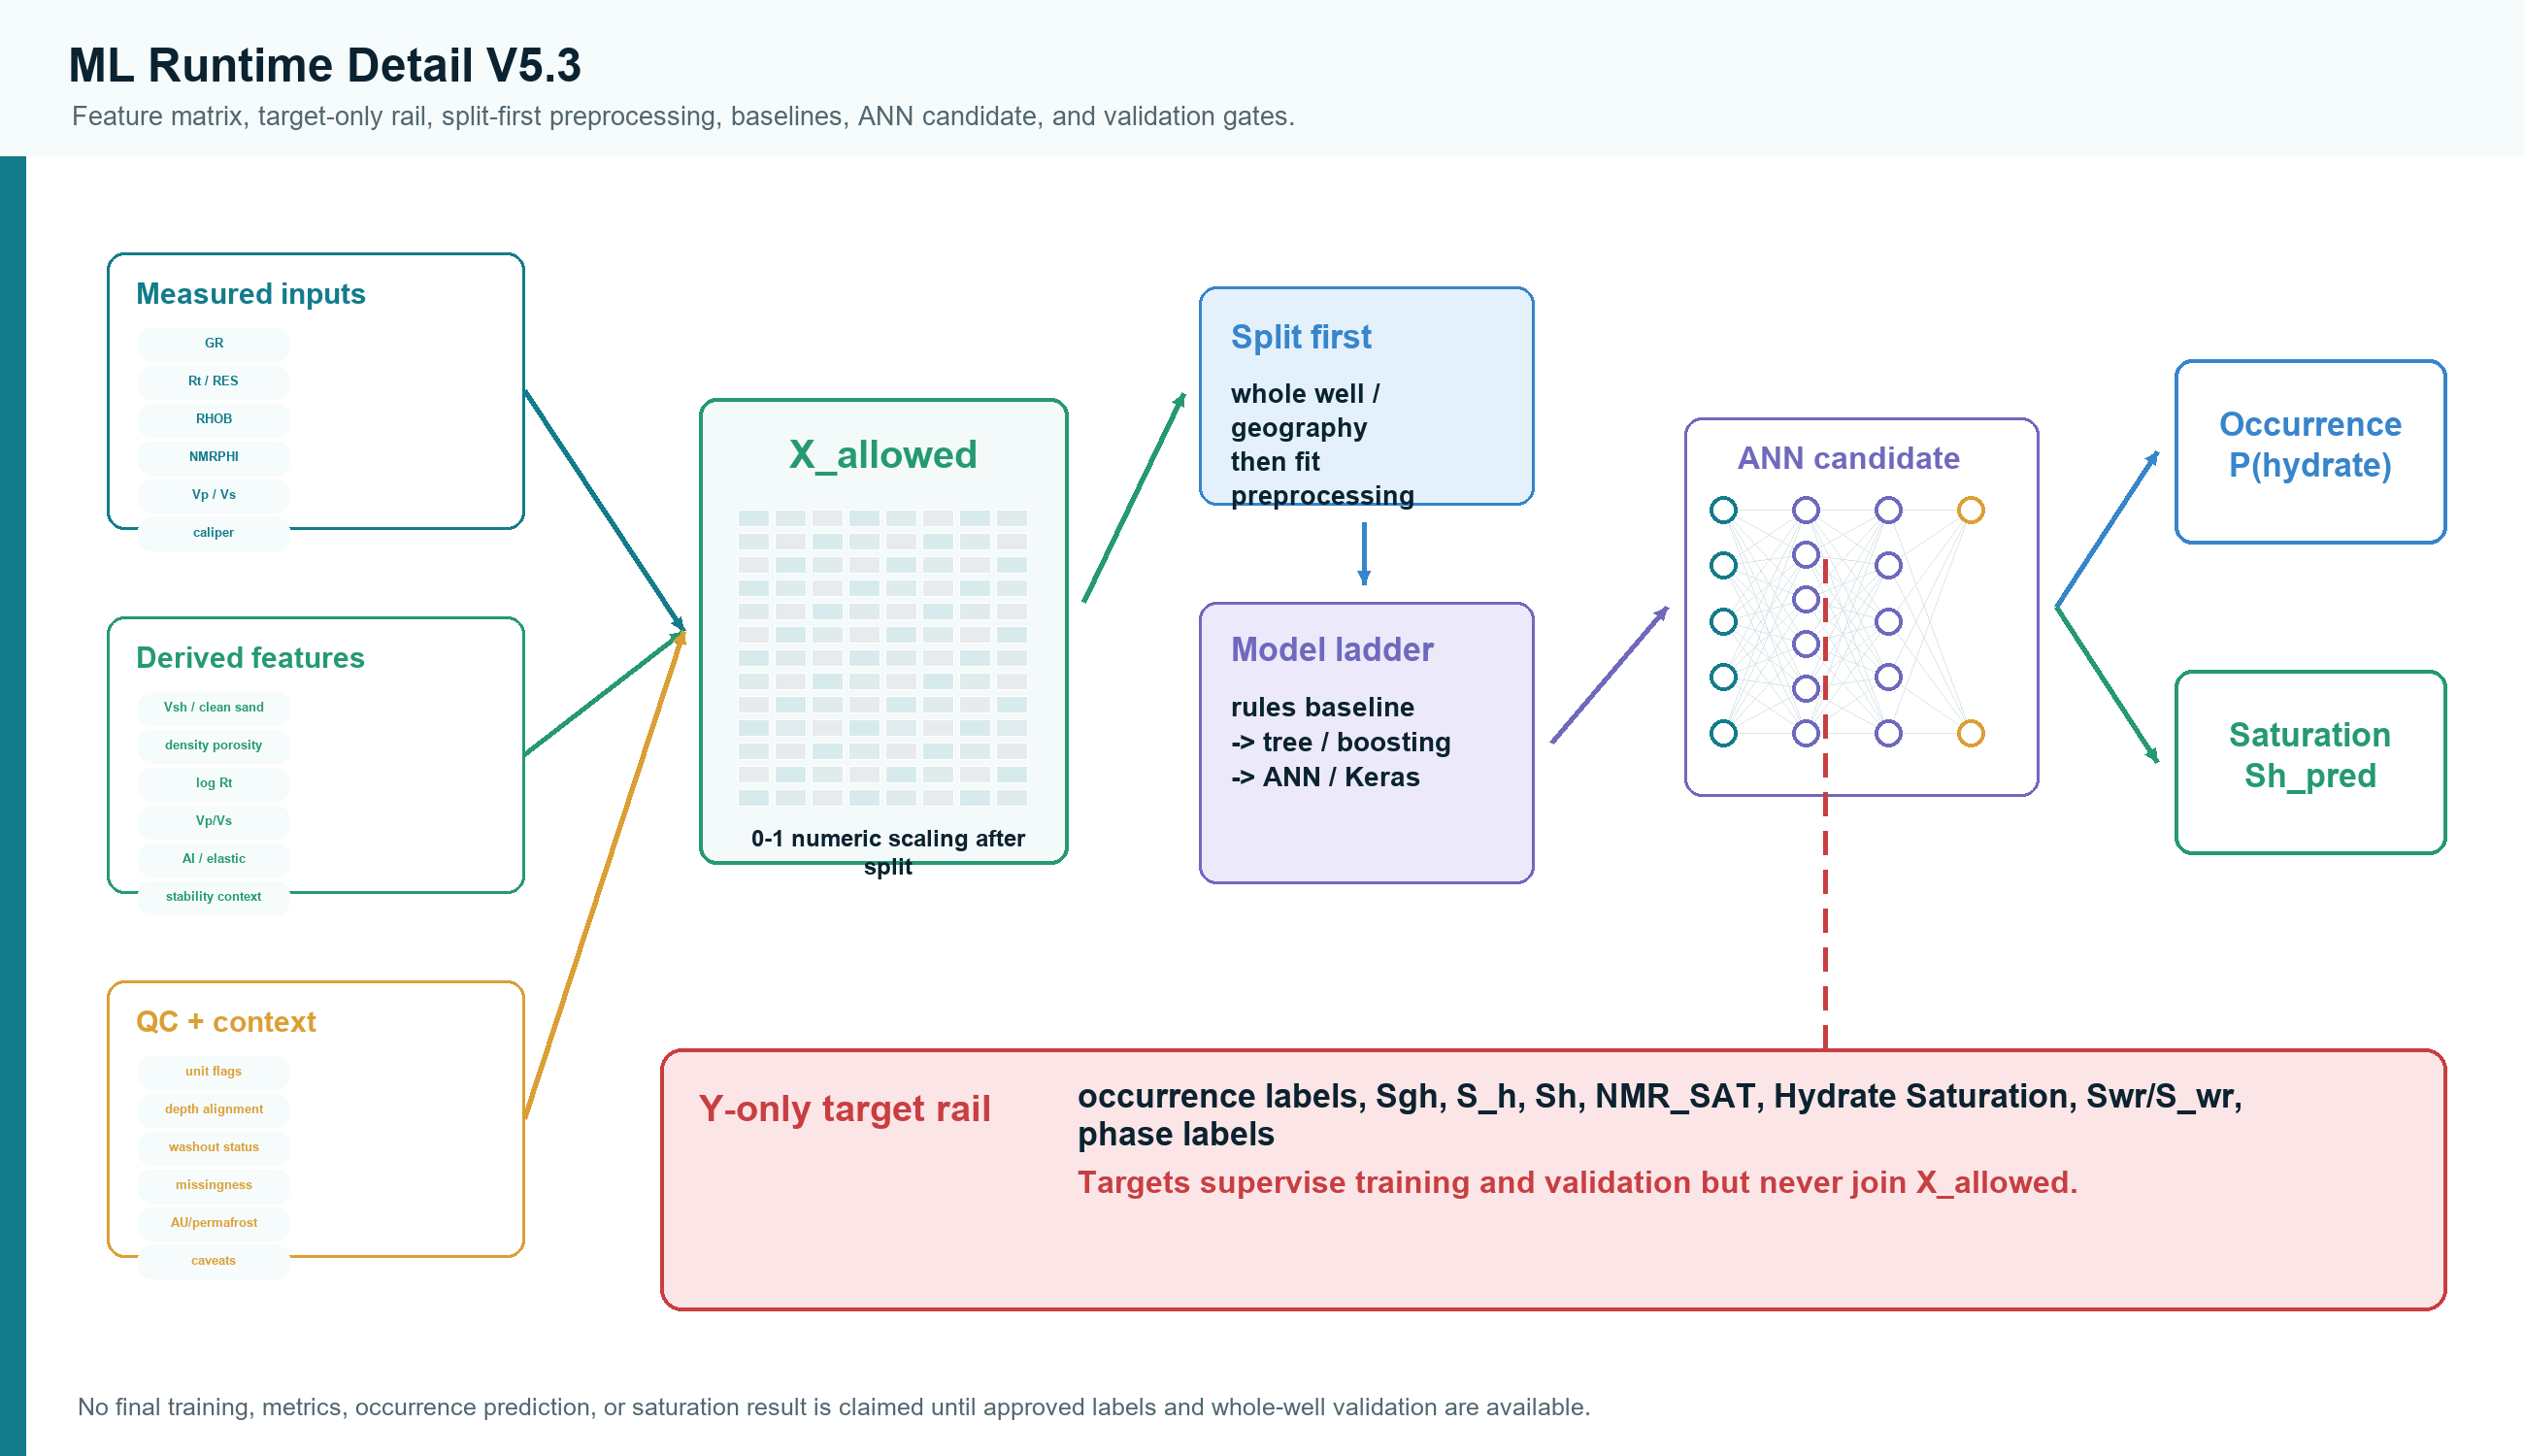 ML Runtime Detail V5.3
Feature matrix, target-only rail, split-first preprocessing, baselines, ANN candidate, and validation gates.
Measured inputs
GR
Rt / RES
RHOB
NMRPHI
Vp / Vs
caliper
Derived features
Vsh / clean sand
density porosity
log Rt
Vp/Vs
AI / elastic
stability context
QC + context
unit flags
depth alignment
washout status
missingness
AU/permafrost
caveats
X_allowed
0-1 numeric scaling after
split
Split first
whole well /
geography
then fit
preprocessing
Model ladder
rules baseline
-> tree / boosting
-> ANN / Keras
ANN candidate
Occurrence
P(hydrate)
Saturation
Sh_pred
Y-only target rail
occurrence labels, Sgh, S_h, Sh, NMR_SAT, Hydrate Saturation, Swr/S_wr,
phase labels
Targets supervise training and validation but never join X_allowed.
No final training, metrics, occurrence prediction, or saturation result is claimed until approved labels and whole-well validation are available.